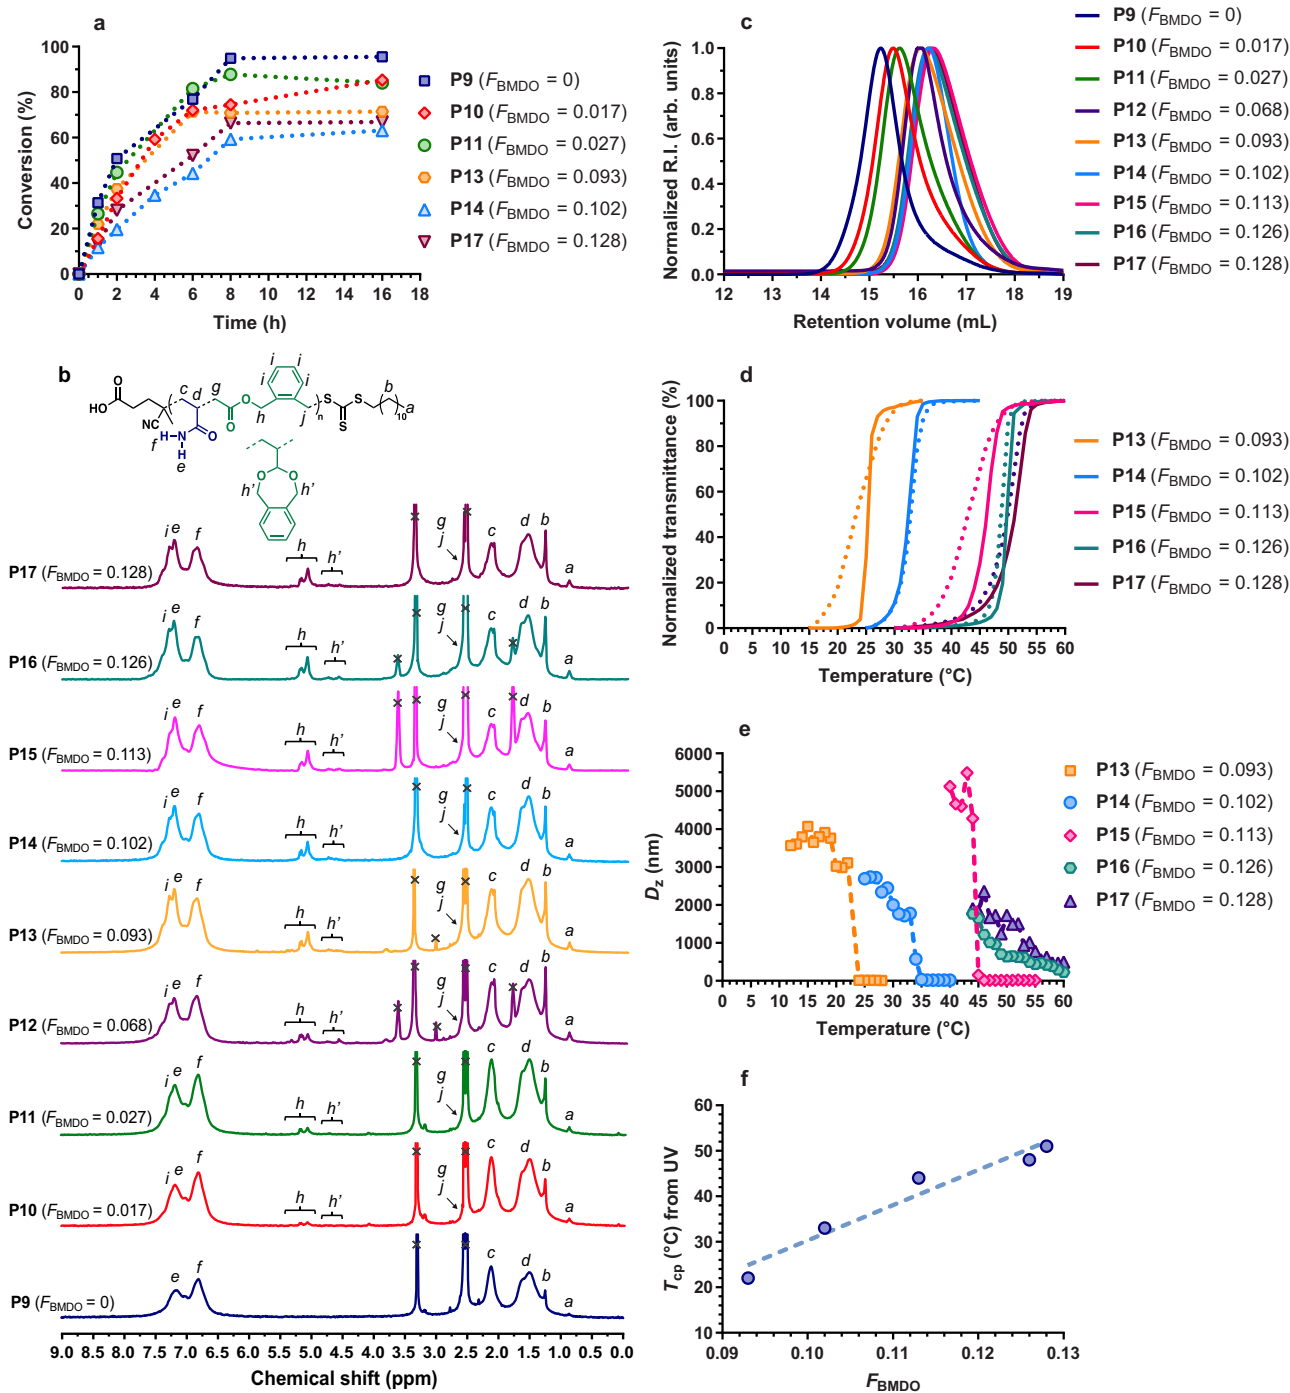 a
Conversion (%)
100
80
60
40
20
0
0 2 4 6 8 10 12 14 16 18
Time (h)
P9 (FBMDO = 0)
P10 (FBMDO = 0.017)
P11 (FBMDO = 0.027)
P13 (FBMDO = 0.093)
P14 (FBMDO = 0.102)
P17 (FBMDO = 0.128)
c
Normalized R.I. (arb. units)
1.0
0.8
0.6
0.4
0.2
0.0
12 13 14 15 16 17 18 19
Retention volume (mL)
P9 (FBMDO = 0)
P10 (FBMDO = 0.017)
P11 (FBMDO = 0.027)
P12 (FBMDO = 0.068)
P13 (FBMDO = 0.093)
P14 (FBMDO = 0.102)
P15 (FBMDO = 0.113)
P16 (FBMDO = 0.126)
P17 (FBMDO = 0.128)
b
i i
i i
c d g
b
O
HO
NC
O
O
h
j
n
S S
S
10
a
f
H N
O
H
e
O O
h' h'
i e f h h' g j c d b a
P17 (FBMDO = 0.128)
i e f h h' g j c d b a
P16 (FBMDO = 0.126)
i e f h h' g j c d b a
P15 (FBMDO = 0.113)
i e f h h' g j c d b a
P14 (FBMDO = 0.102)
i e f h h' g j c d b a
P13 (FBMDO = 0.093)
i e f h h' g j c d b a
P12 (FBMDO = 0.068)
i e f h h' g j c d b a
P11 (FBMDO = 0.027)
i e f h h' g j c d b a
P10 (FBMDO = 0.017)
e f c d b a
P9 (FBMDO = 0)
9.0 8.5 8.0 7.5 7.0 6.5 6.0 5.5 5.0 4.5 4.0 3.5 3.0 2.5 2.0 1.5 1.0 0.5 0.0
Chemical shift (ppm)
d
Normalized transmittance (%)
100
80
60
40
20
0
0 5 10 15 20 25 30 35 40 45 50 55 60
Temperature (°C)
P13 (FBMDO = 0.093)
P14 (FBMDO = 0.102)
P15 (FBMDO = 0.113)
P16 (FBMDO = 0.126)
P17 (FBMDO = 0.128)
e
Dz (nm)
6000
5000
4000
3000
2000
1000
0
0 5 10 15 20 25 30 35 40 45 50 55 60
Temperature (°C)
P13 (FBMDO = 0.093)
P14 (FBMDO = 0.102)
P15 (FBMDO = 0.113)
P16 (FBMDO = 0.126)
P17 (FBMDO = 0.128)
f
Tcp (°C) from UV
60
50
40
30
20
10
0.09 0.10 0.11 0.12 0.13
FBMDO